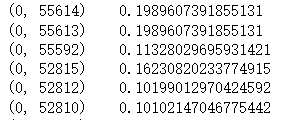 (0, 55614) 0.1989607391855131
(0, 55613) 0.1989607391855131
(0, 55592) 0.11328029695931421
(0, 52815) 0.16230820233774915
(0, 52812) 0.10199012970424592
(0, 52810) 0.10102147046775442